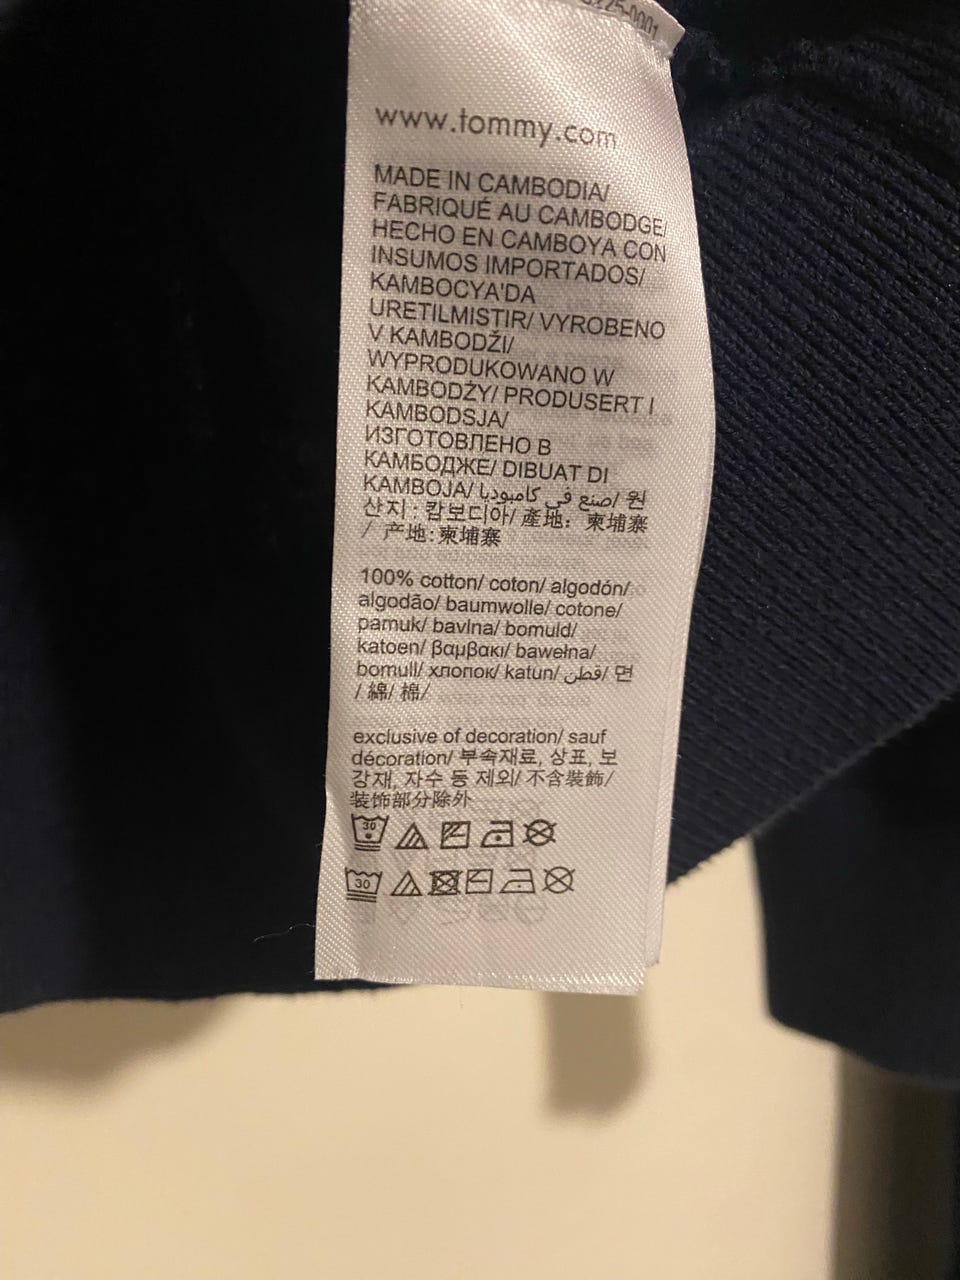 www.tommy.com
MADE IN CAMBODIA/
FABRIQUÉ AU CAMBODGE/
HECHO EN CAMBOYA CON
INSUMOS IMPORTADOS/
KAMBOCYA'DA
URETILMISTIR/ VYROBENO
V KAMBODŽI/
WYPRODUKOWANO W
KAMBODŻY/ PRODUSERT I
KAMBODSJA/
ИЗГОТОВЛЕНО В
КАМБОДЖЕ/ DIBUAT DI
KAMBOJA/ صنع في كامبوديا/ 원
산지 : 캄보디아/ 產地: 柬埔寨
/ 产地:柬埔寨
100% cotton/ coton/ algodón/
algodão/ baumwolle/ cotone/
pamuk/ bavlna/ bomuld/
katoen/ βαμβακι/ bawełna/
bomull/ хлопок/ katun/ قطن/ 면
/ 綿/ 棉/
exclusive of decoration/ sauf
décoration/ 부속재료, 상표, 보
강재, 자수 등 제외/ 不含裝飾/
装饰部分除外
30
30